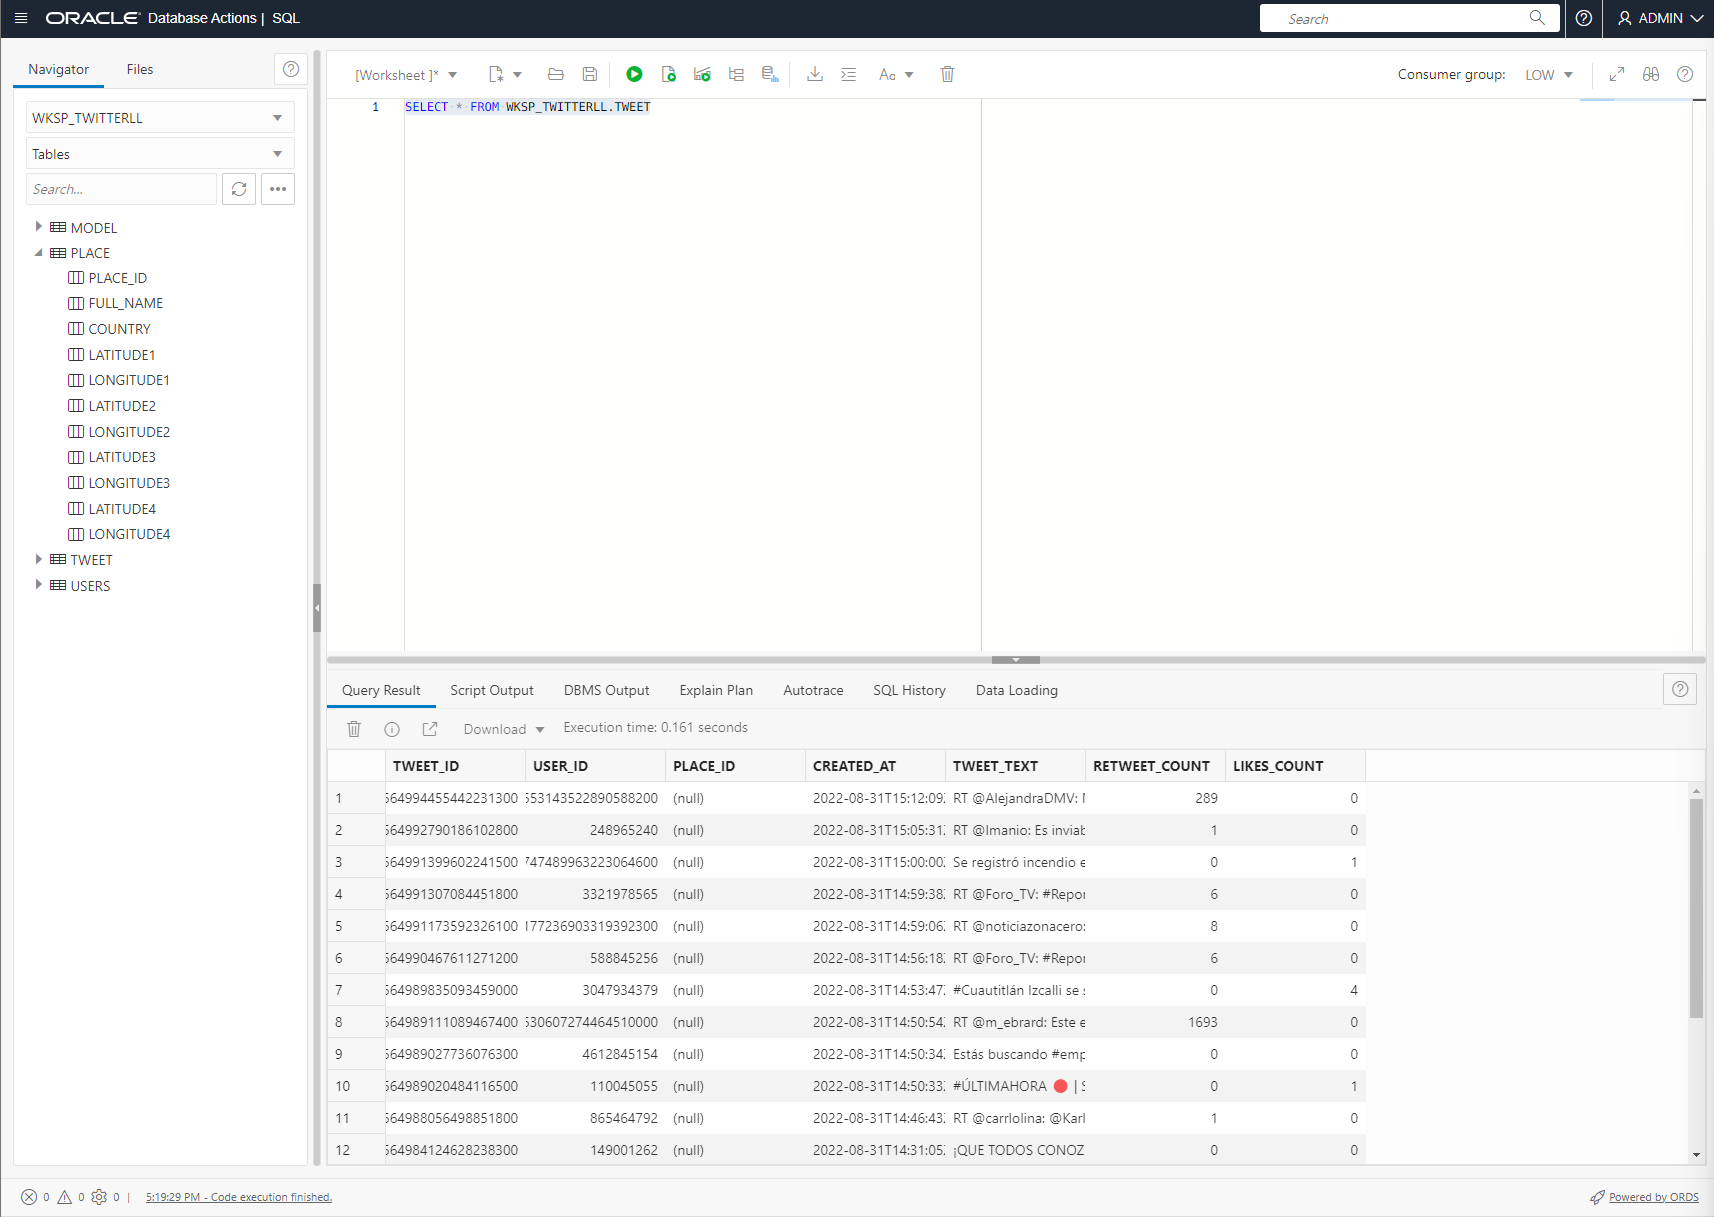 ORACLE Database Actions | SQL
Search
ADMIN
Navigator
Files
[Worksheet ]*
Aa
Consumer group: LOW
WKSP_TWITTERLL
Tables
Search...
MODEL
PLACE
PLACE_ID
FULL_NAME
COUNTRY
LATITUDE1
LONGITUDE1
LATITUDE2
LONGITUDE2
LATITUDE3
LONGITUDE3
LATITUDE4
LONGITUDE4
TWEET
USERS
1 SELECT * FROM WKSP_TWITTERLL.TWEET
Query Result Script Output DBMS Output Explain Plan Autotrace SQL History Data Loading
Download Execution time: 0.161 seconds
TWEET_ID USER_ID PLACE_ID CREATED_AT TWEET_TEXT RETWEET_COUNT LIKES_COUNT
1 564994455442231300 553143522890588200 (null) 2022-08-31T15:12:09 RT @AlejandraDMV: 289 0
2 564992790186102800 248965240 (null) 2022-08-31T15:05:31 RT @Imanio: Es inviab 1 0
3 564991399602241500 747489963223064600 (null) 2022-08-31T15:00:00 Se registró incendio e 0 1
4 564991307084451800 3321978565 (null) 2022-08-31T14:59:38 RT @Foro_TV: #Repor 6 0
5 564991173592326100 177236903319392300 (null) 2022-08-31T14:59:06 RT @noticiazonacero: 8 0
6 564990467611271200 588845256 (null) 2022-08-31T14:56:18 RT @Foro_TV: #Repor 6 0
7 564989835093459000 3047934379 (null) 2022-08-31T14:53:47 #Cuautitlán Izcalli se 0 4
8 564989111089467400 530607274464510000 (null) 2022-08-31T14:50:54 RT @m_ebrard: Este e 1693 0
9 564989027736076300 4612845154 (null) 2022-08-31T14:50:34 Estás buscando #emp 0 0
10 564989020484116500 110045055 (null) 2022-08-31T14:50:33 #ÚLTIMAHORA 🔴 | S 0 1
11 564988056498851800 865464792 (null) 2022-08-31T14:46:43 RT @carrlolina: @Karl 1 0
12 564984124628238300 149001262 (null) 2022-08-31T14:31:05 ¡QUE TODOS CONOZ 0 0
0 0 0 | 5:19:29 PM - Code execution finished.
Powered by ORDS